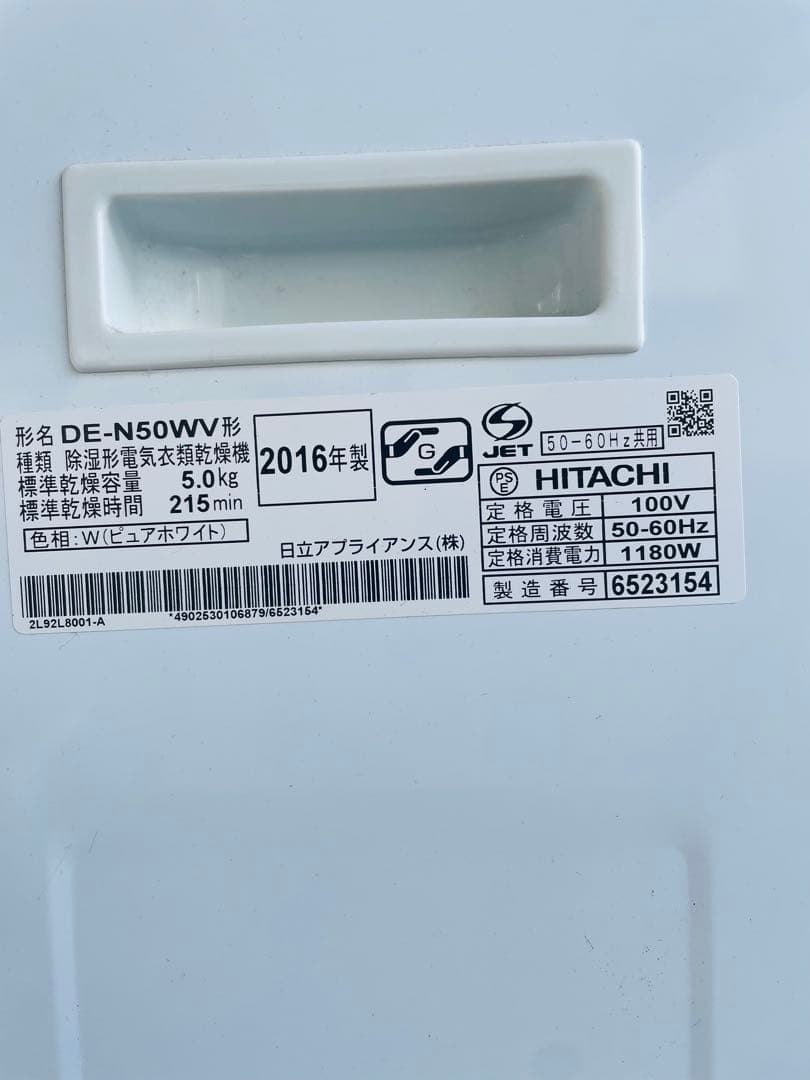 形名 DE-N50WV形
種類 除湿形電気衣類乾燥機
標準乾燥容量 5.0kg
標準乾燥時間 215min
色相:W(ピュアホワイト)
2016年製
G
JET
50-60Hz共用
PSE
HITACHI
定格電圧 100V
定格周波数 50-60Hz
定格消費電力 1180W
製造番号 6523154
日立アプライアンス(株)
2L92L8001-A
*4902530106879/6523154*